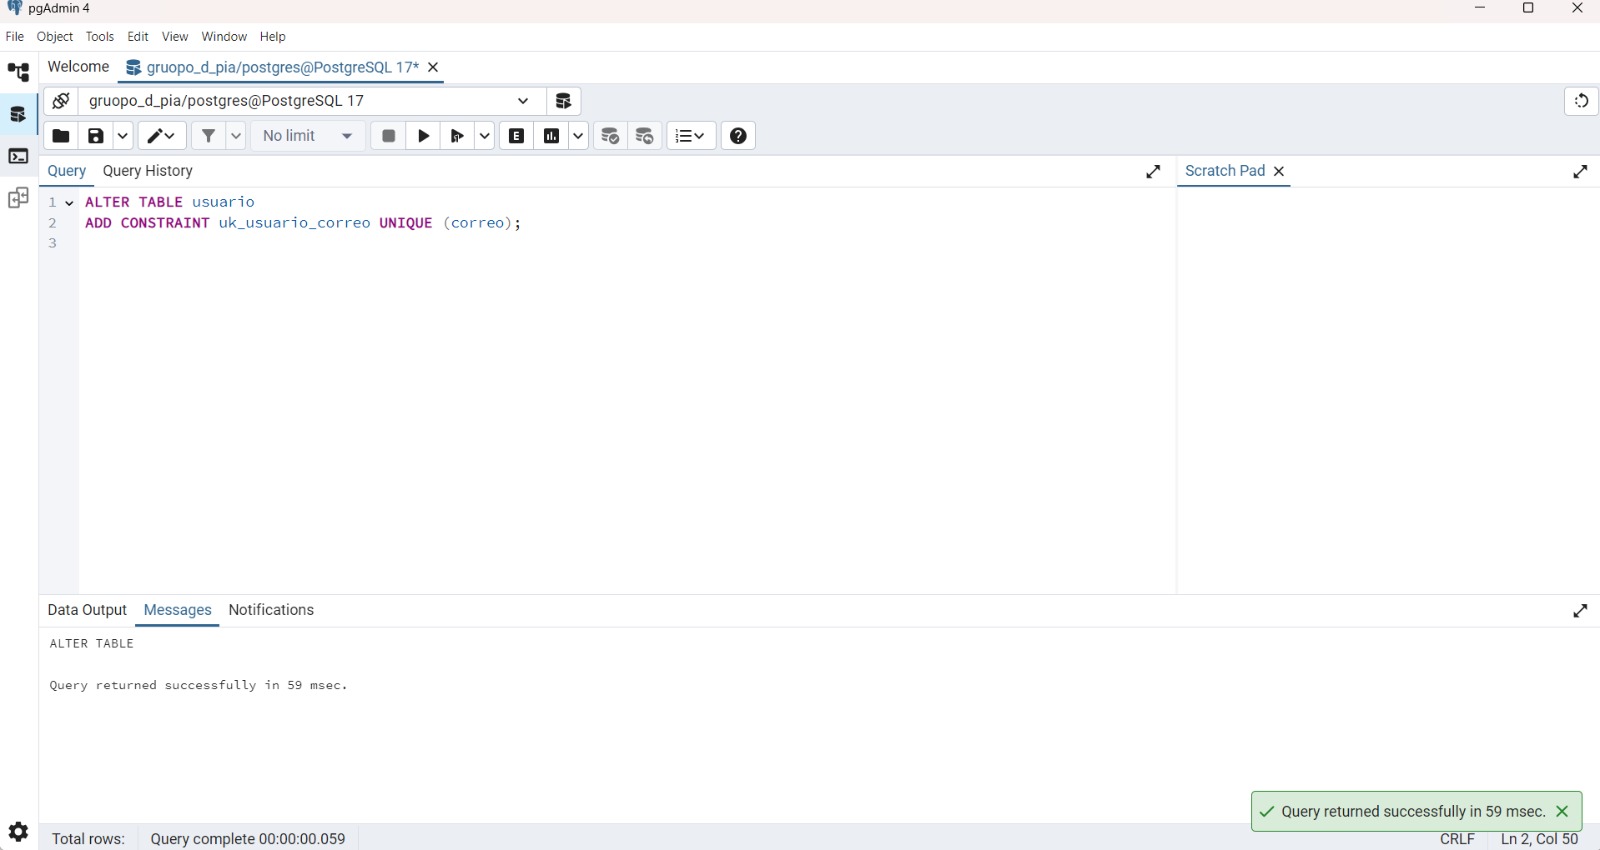 pgAdmin 4
File Object Tools Edit View Window Help
Welcome gruopo_d_pia/postgres@PostgreSQL 17*
gruopo_d_pia/postgres@PostgreSQL 17
No limit
E
Query Query History
Scratch Pad
1 ALTER TABLE usuario
2 ADD CONSTRAINT uk_usuario_correo UNIQUE (correo);
3
Data Output Messages Notifications
ALTER TABLE
Query returned successfully in 59 msec.
Query returned successfully in 59 msec.
Total rows: Query complete 00:00:00.059
CRLF Ln 2, Col 50